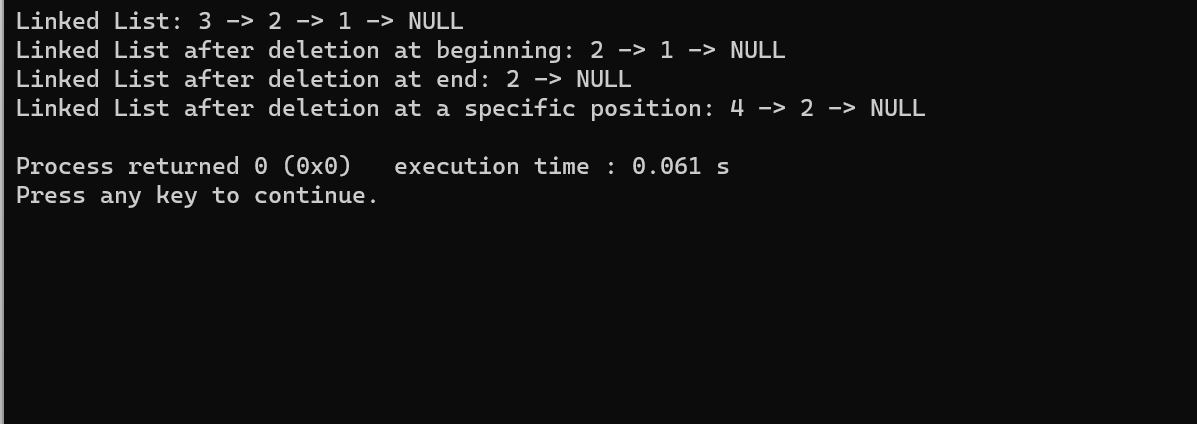 Linked List: 3 -> 2 -> 1 -> NULL
Linked List after deletion at beginning: 2 -> 1 -> NULL
Linked List after deletion at end: 2 -> NULL
Linked List after deletion at a specific position: 4 -> 2 -> NULL
Process returned 0 (0x0)   execution time : 0.061 s
Press any key to continue.